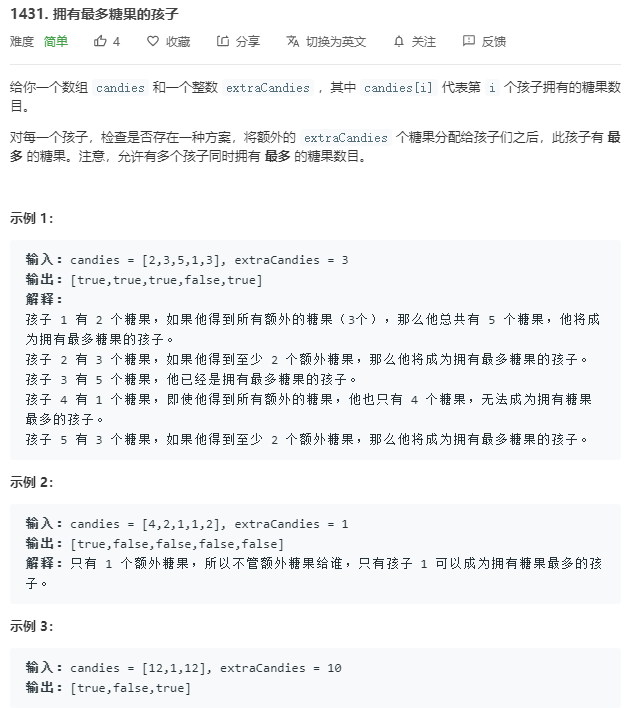 1431. 拥有最多糖果的孩子
难度 简单 4 收藏 分享 切换为英文 关注 反馈
给你一个数组 candies 和一个整数 extraCandies ，其中 candies[i] 代表第 i 个孩子拥有的糖果数
目。
对每一个孩子，检查是否存在一种方案，将额外的 extraCandies 个糖果分配给孩子们之后，此孩子有 最
多 的糖果。注意，允许有多个孩子同时拥有 最多 的糖果数目。
示例 1：
输入：candies = [2,3,5,1,3], extraCandies = 3
输出：[true,true,true,false,true]
解释：
孩子 1 有 2 个糖果，如果他得到所有额外的糖果（3个），那么他总共有 5 个糖果，他将成
为拥有最多糖果的孩子。
孩子 2 有 3 个糖果，如果他得到至少 2 个额外糖果，那么他将成为拥有最多糖果的孩子。
孩子 3 有 5 个糖果，他已经是拥有最多糖果的孩子。
孩子 4 有 1 个糖果，即使他得到所有额外的糖果，他也只有 4 个糖果，无法成为拥有糖果
最多的孩子。
孩子 5 有 3 个糖果，如果他得到至少 2 个额外糖果，那么他将成为拥有最多糖果的孩子。
示例 2：
输入：candies = [4,2,1,1,2], extraCandies = 1
输出：[true,false,false,false,false]
解释：只有 1 个额外糖果，所以不管额外糖果给谁，只有孩子 1 可以成为拥有糖果最多的孩
子。
示例 3：
输入：candies = [12,1,12], extraCandies = 10
输出：[true,false,true]